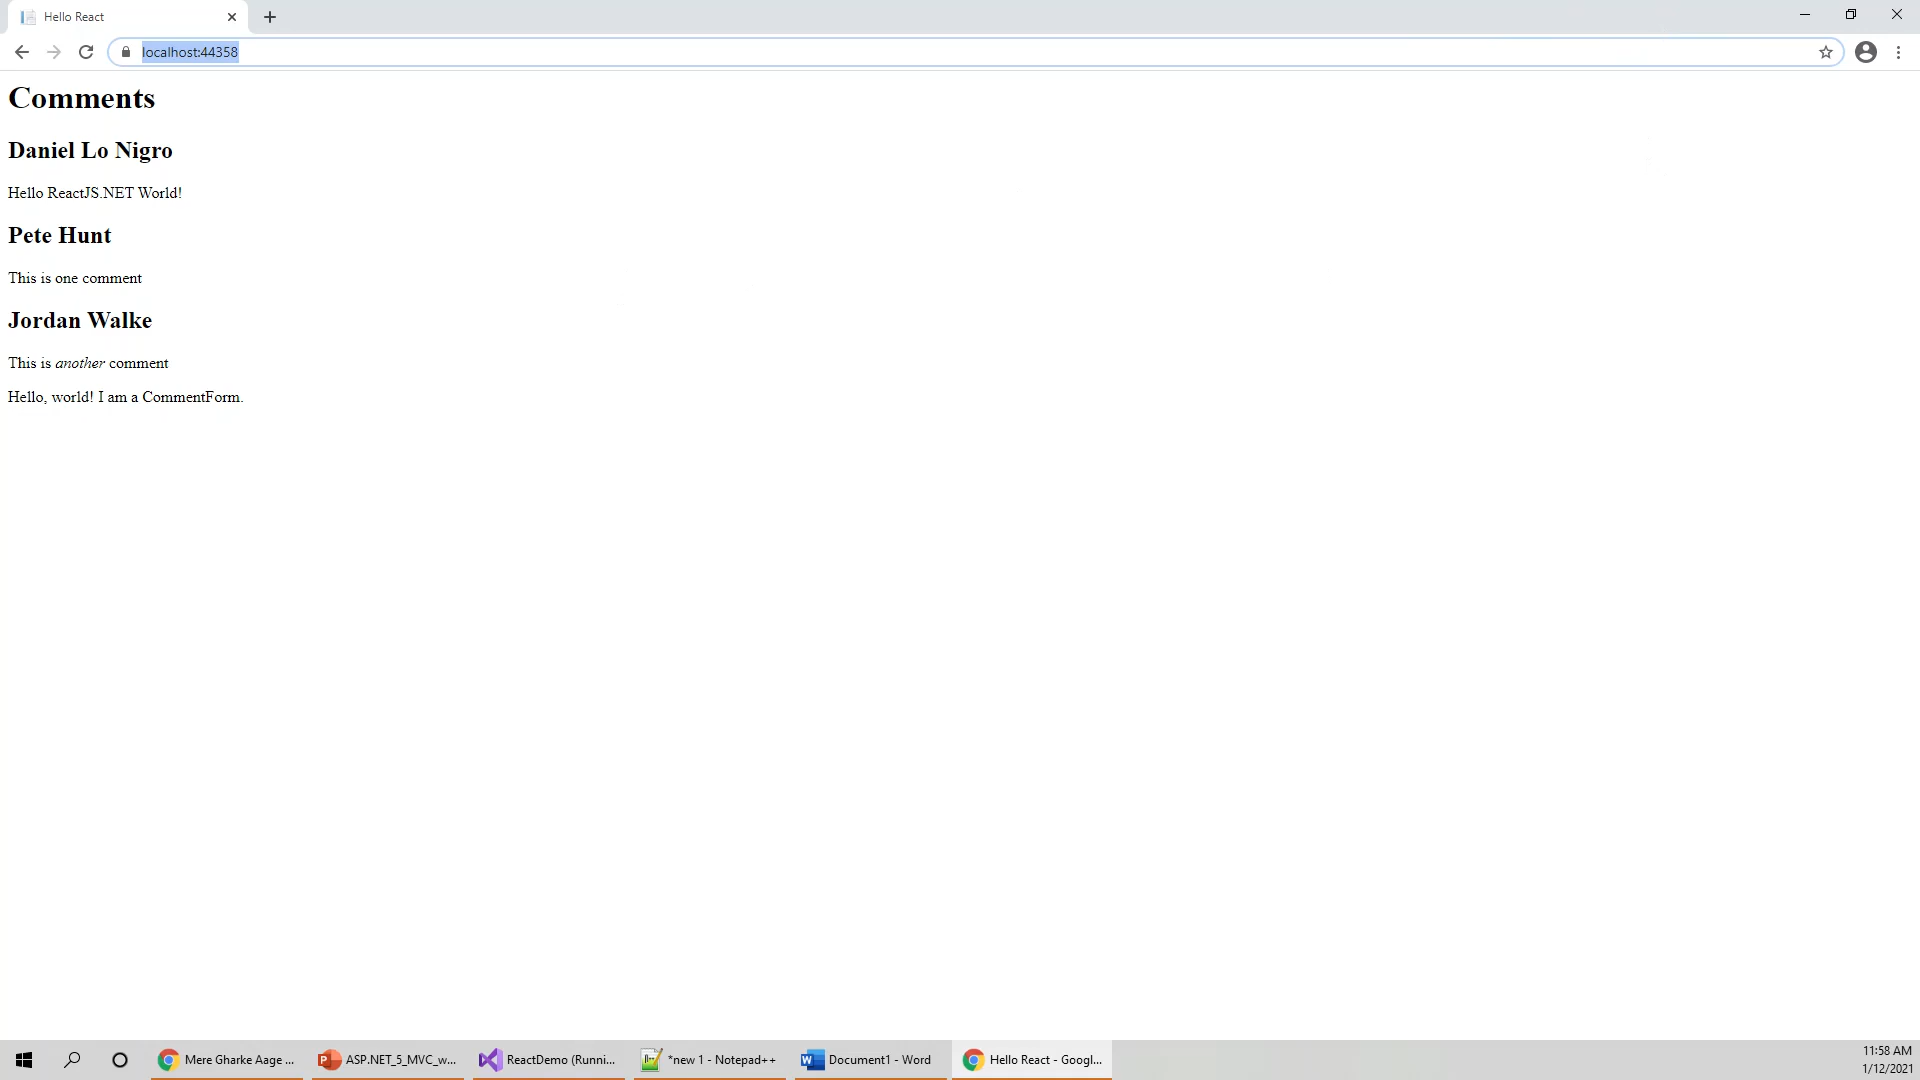 Hello React
localhost:44358
Comments
Daniel Lo Nigro
Hello ReactJS.NET World!
Pete Hunt
This is one comment
Jordan Walke
This is another comment
Hello, world! I am a CommentForm.
Mere Gharke Aage ...
ASP.NET_5_MVC_w...
ReactDemo (Runni...
*new 1 - Notepad++
Document1 - Word
Hello React - Googl...
11:58 AM
1/12/2021